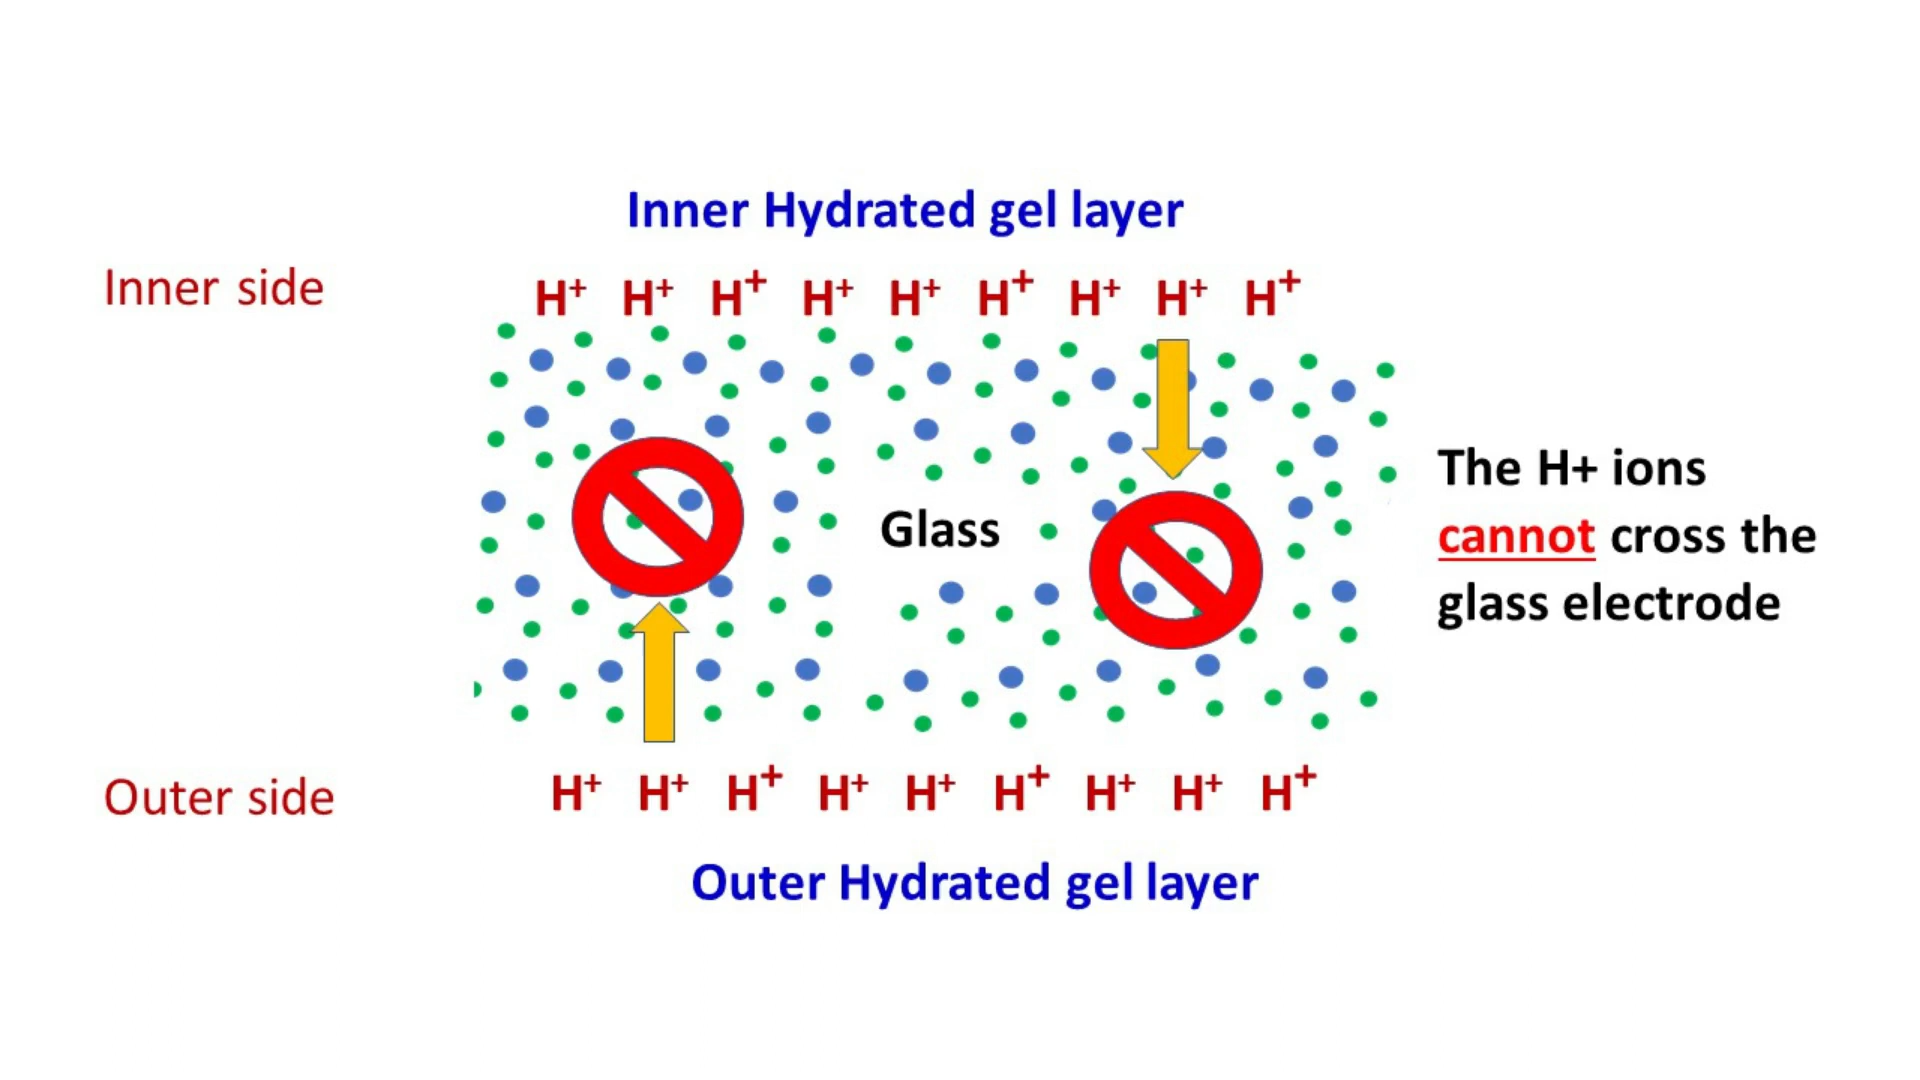 Inner Hydrated gel layer
Inner side
H⁺ H⁺ H⁺ H⁺ H⁺ H⁺ H⁺ H⁺ H⁺
Glass
The H+ ions
cannot cross the
glass electrode
Outer side
H⁺ H⁺ H⁺ H⁺ H⁺ H⁺ H⁺ H⁺ H⁺
Outer Hydrated gel layer